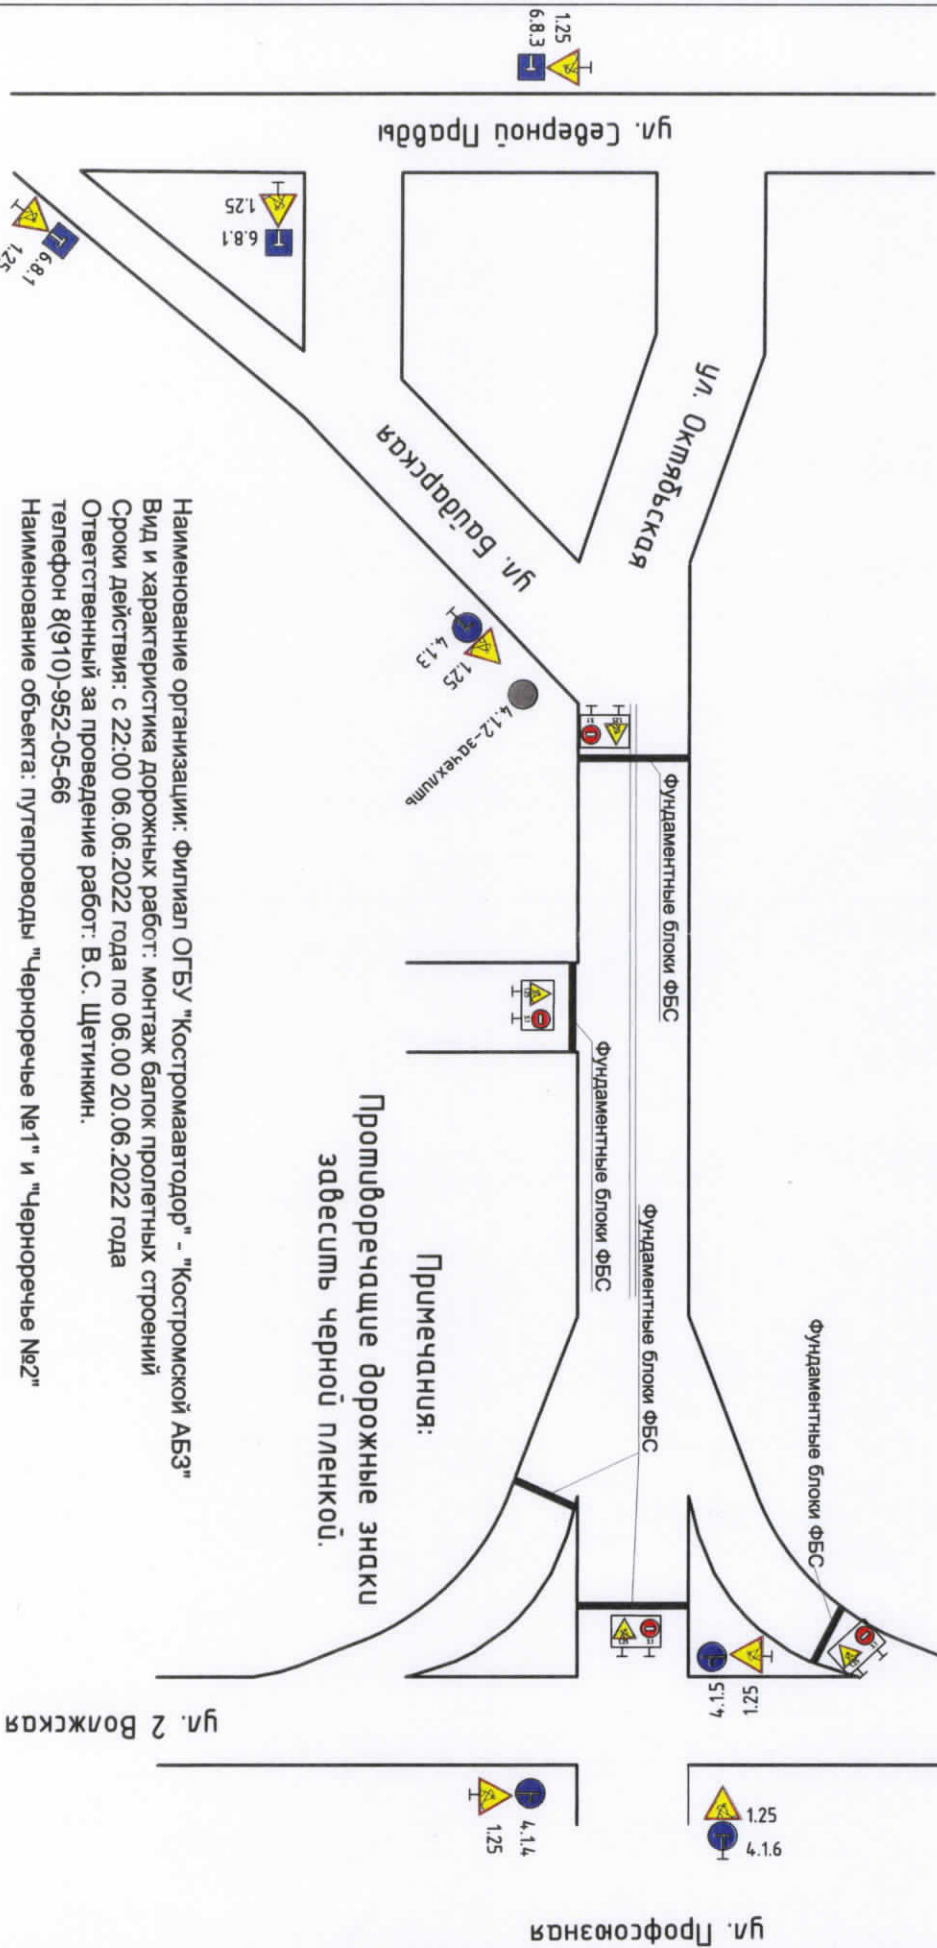 1.25
6.8.3
ул. Северной Правды
1.25
6.8.1
6.8.1
1.25
ул. Октябрьская
ул. Байдарская
4.1.3
1.25
4.1.2-зачехлить
Фундаментные блоки ФБС
Фундаментные блоки ФБС
Фундаментные блоки ФБС
Фундаментные блоки ФБС
1.25
4.1.5
1.25
4.1.6
4.1.4
1.25
ул. 2 Волжская
ул. Профсоюзная
Примечания:
Противоречащие дорожные знаки
завесить черной пленкой.
Наименование организации: Филиал ОГБУ "Костромаавтодор" - "Костромской АБЗ"
Вид и характеристика дорожных работ: монтаж балок пролетных строений
Сроки действия: с 22:00 06.06.2022 года по 06.00 20.06.2022 года
Ответственный за проведение работ: В.С. Щетинкин.
телефон 8(910)-952-05-66
Наименование объекта: путепроводы "Черноречье №1" и "Черноречье №2"